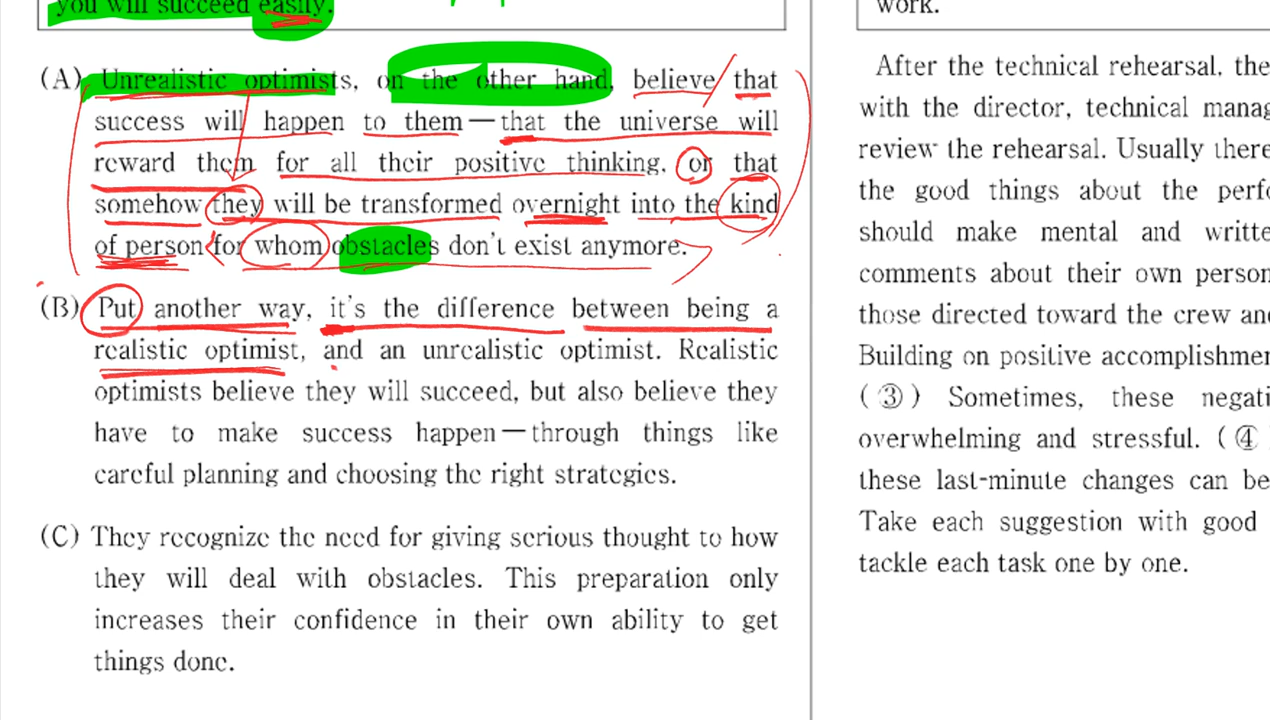 you will succeed easily.
(A) Unrealistic optimists, on the other hand, believe that
success will happen to them—that the universe will
reward them for all their positive thinking, or that
somehow they will be transformed overnight into the kind
of person for whom obstacles don't exist anymore.
(B) Put another way, it's the difference between being a
realistic optimist, and an unrealistic optimist. Realistic
optimists believe they will succeed, but also believe they
have to make success happen—through things like
careful planning and choosing the right strategies.
(C) They recognize the need for giving serious thought to how
they will deal with obstacles. This preparation only
increases their confidence in their own ability to get
things done.
work.
After the technical rehearsal, the
with the director, technical manag
review the rehearsal. Usually there
the good things about the perfo
should make mental and writte
comments about their own person
those directed toward the crew and
Building on positive accomplishmen
( ③ ) Sometimes, these negati
overwhelming and stressful. ( ④
these last-minute changes can be
Take each suggestion with good
tackle each task one by one.